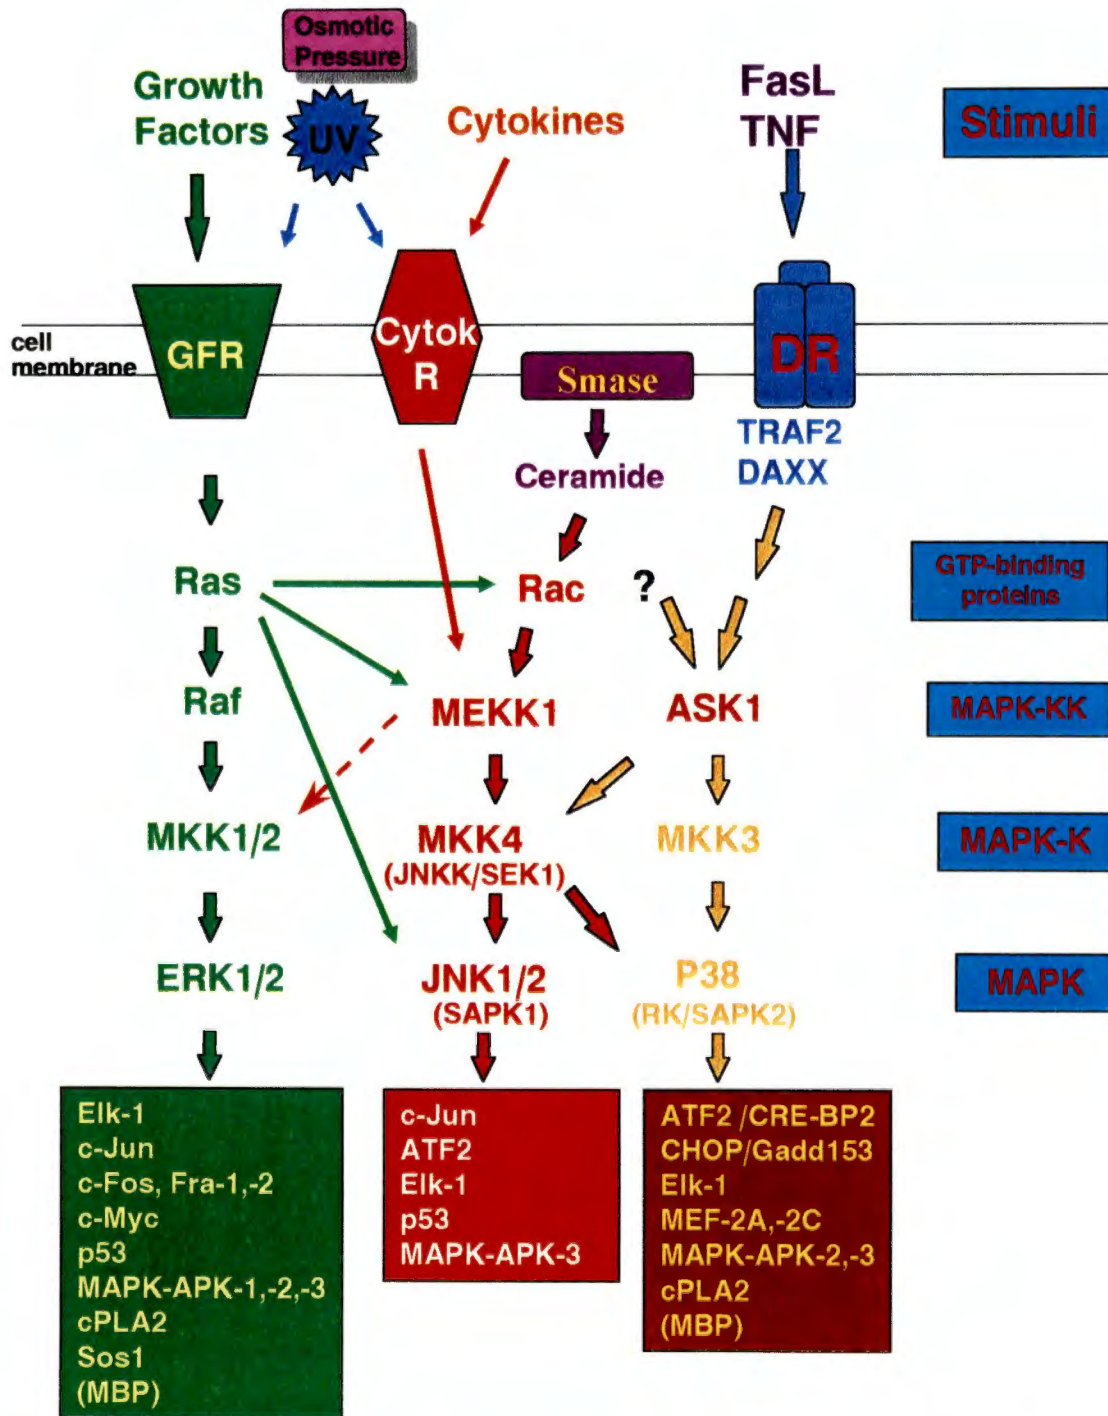 Osmotic
Pressure
Growth
Factors
UV
Cytokines
FasL
TNF
Stimuli
cell
membrane
GFR
Cytok
R
Smase
DR
TRAF2
DAXX
Ceramide
GTP-binding
proteins
Ras
Rac
?
Raf
MEKK1
ASK1
MAPK-KK
MKK1/2
MKK4
(JNKK/SEK1)
MKK3
MAPK-K
ERK1/2
JNK1/2
(SAPK1)
P38
(RK/SAPK2)
MAPK
Elk-1
c-Jun
c-Fos, Fra-1,-2
c-Myc
p53
MAPK-APK-1,-2,-3
cPLA2
Sos1
(MBP)
c-Jun
ATF2
Elk-1
p53
MAPK-APK-3
ATF2 /CRE-BP2
CHOP/Gadd153
Elk-1
MEF-2A,-2C
MAPK-APK-2,-3
cPLA2
(MBP)